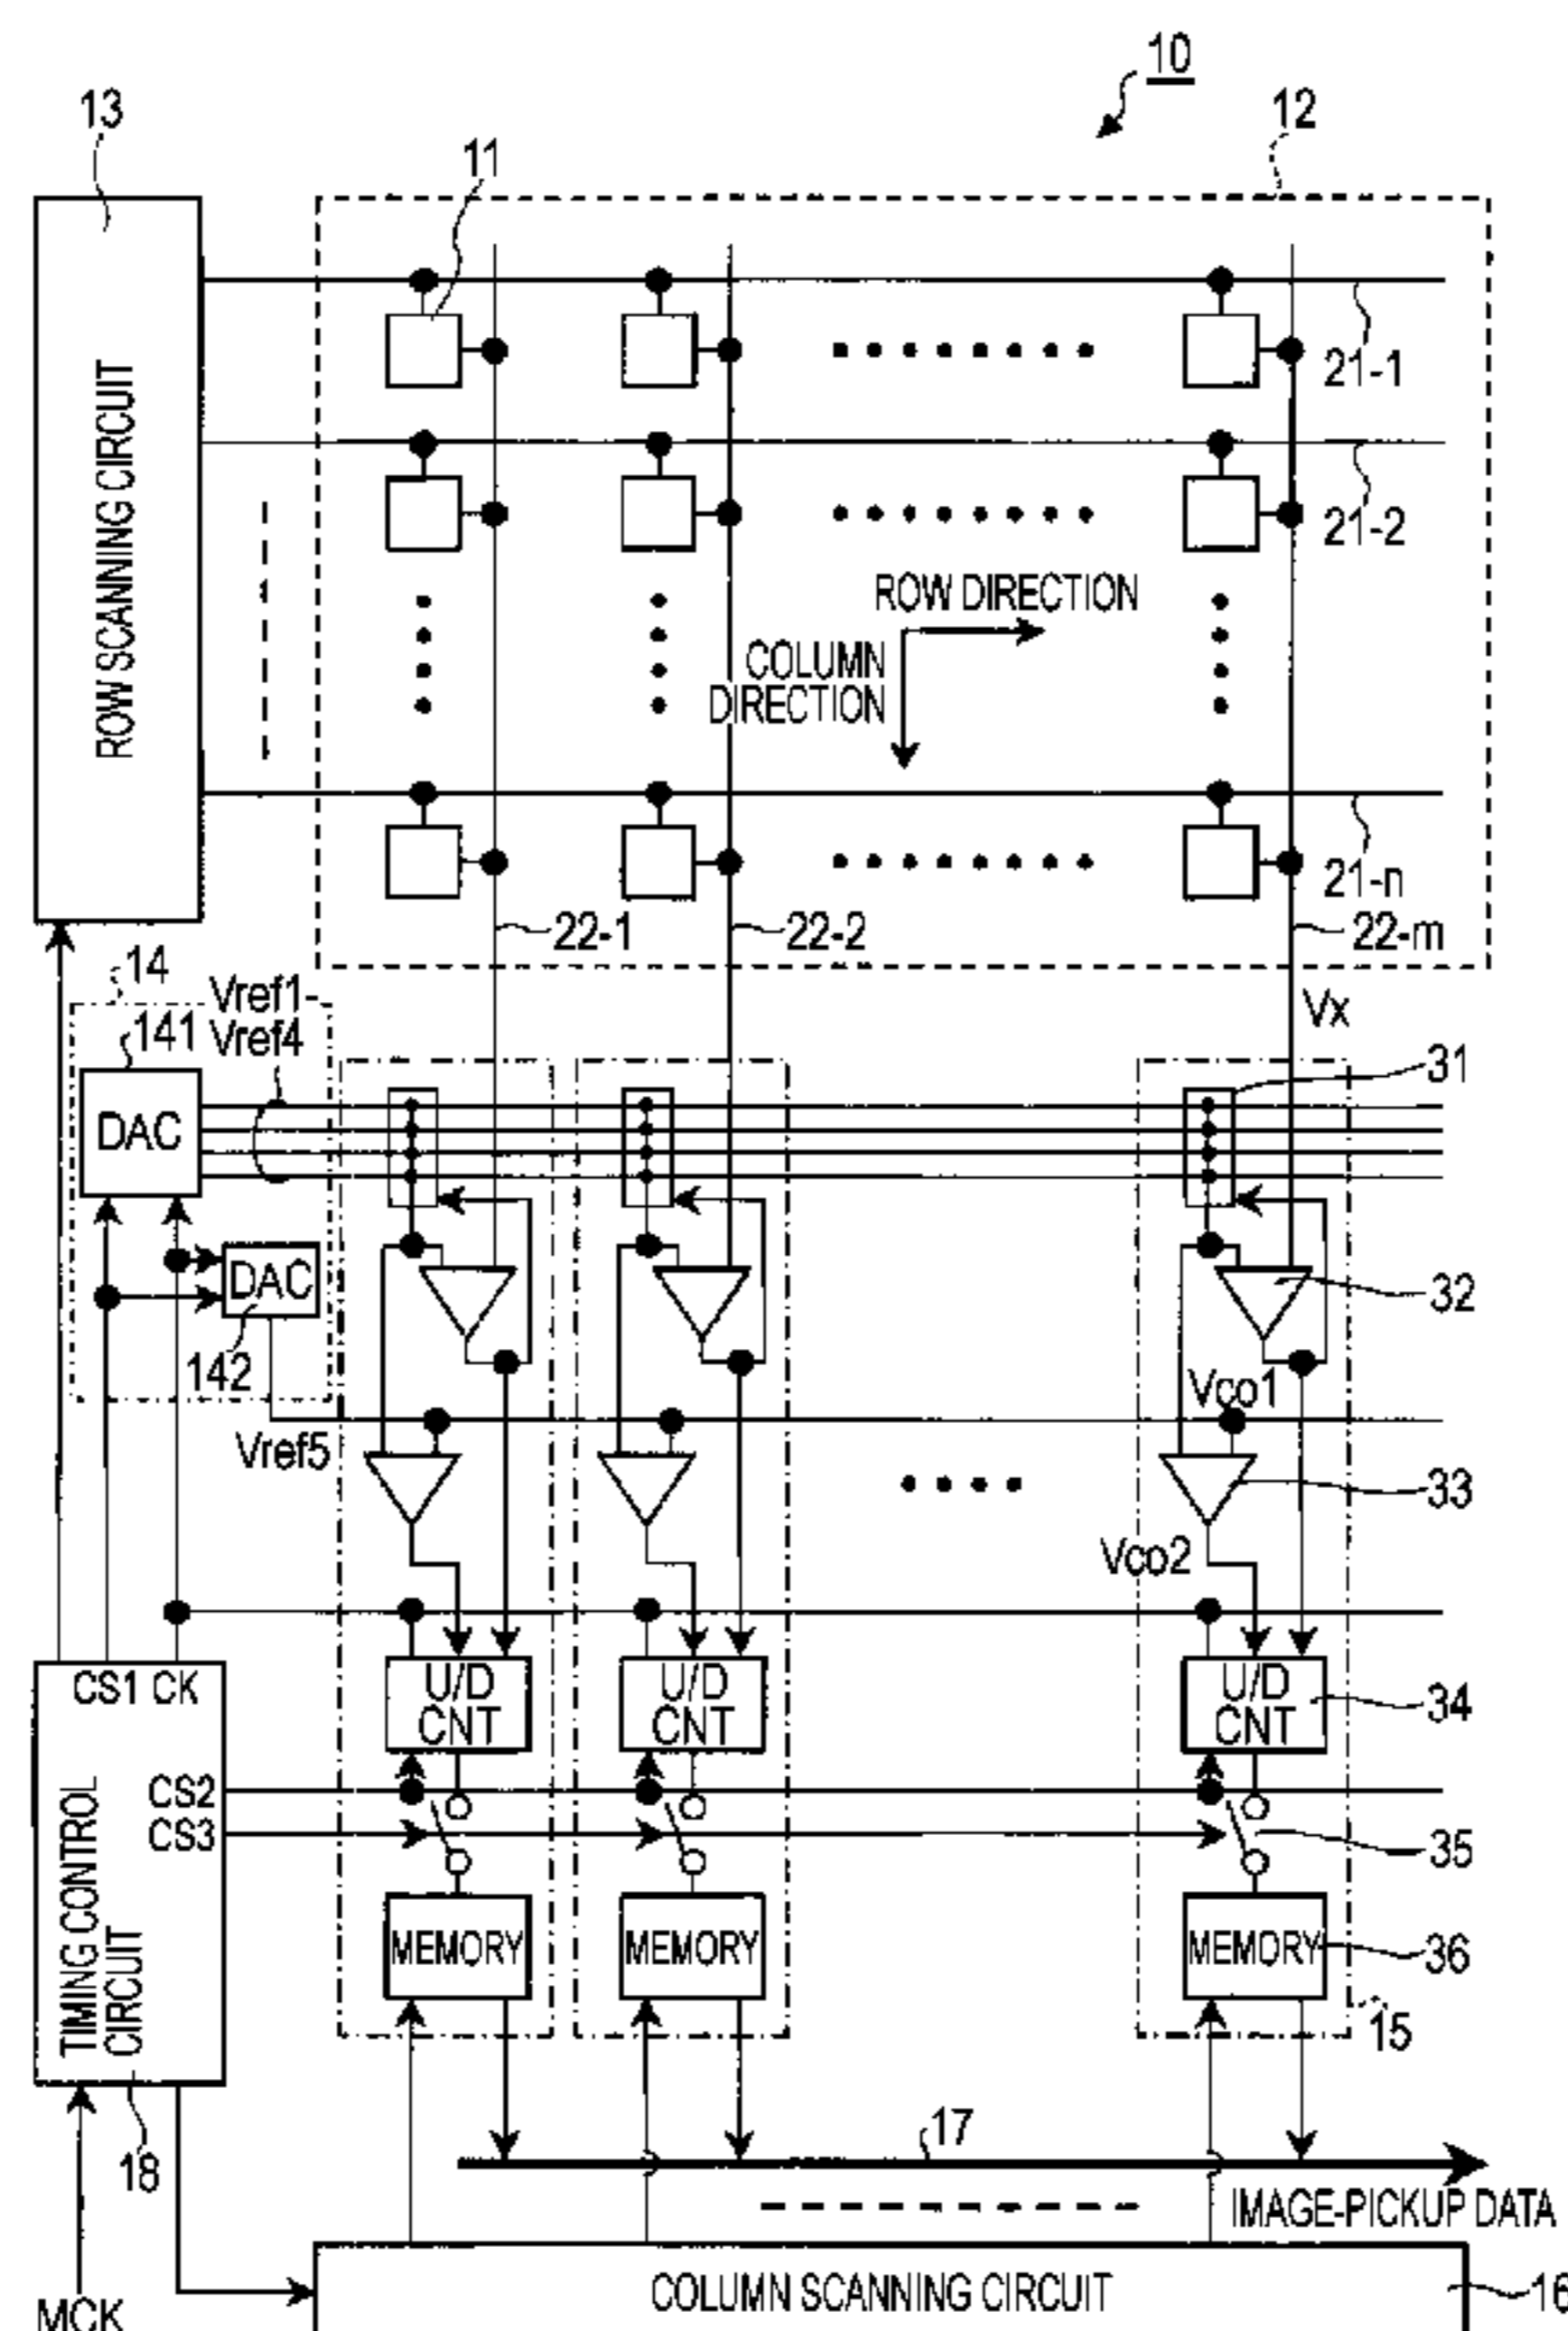 10
13
12
11
ROW SCANNING CIRCUIT
21-1
21-2
ROW DIRECTION
COLUMN
DIRECTION
21-n
22-1
22-2
22-m
14
Vref1-
Vref4
Vx
141
31
DAC
DAC
32
142
Vco1
Vref5
33
Vco2
CS1 CK
U/D
CNT
U/D
CNT
U/D
CNT
34
CS2
CS3
35
TIMING CONTROL
CIRCUIT
MEMORY
MEMORY
MEMORY
36
15
18
17
IMAGE-PICKUP DATA
COLUMN SCANNING CIRCUIT
16
MCK